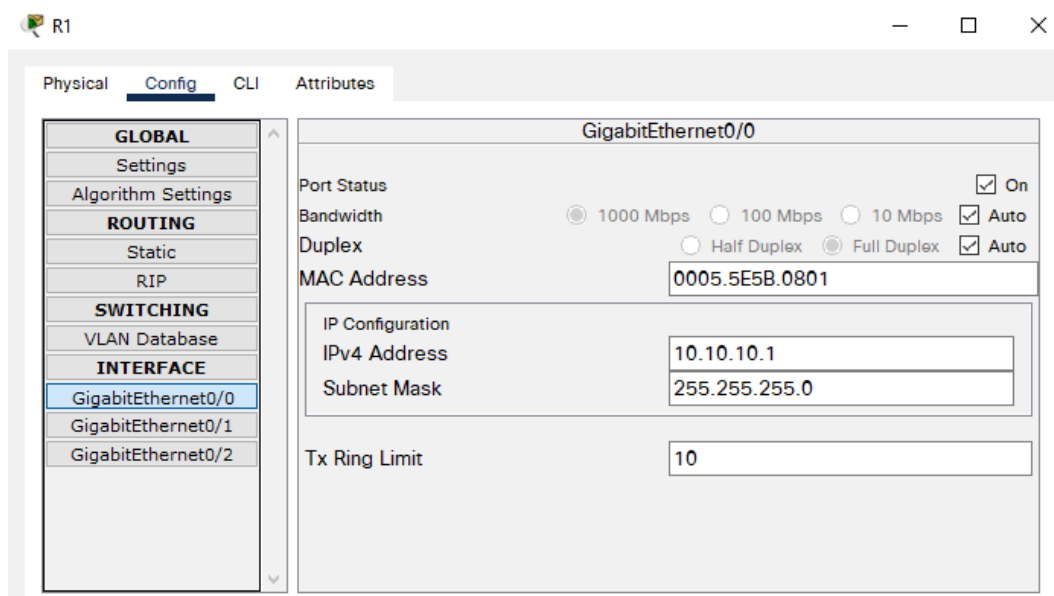 R1
Physical Config CLI Attributes
GLOBAL
Settings
Algorithm Settings
ROUTING
Static
RIP
SWITCHING
VLAN Database
INTERFACE
GigabitEthernet0/0
GigabitEthernet0/1
GigabitEthernet0/2
GigabitEthernet0/0
Port Status On
Bandwidth 1000 Mbps 100 Mbps 10 Mbps Auto
Duplex Half Duplex Full Duplex Auto
MAC Address 0005.5E5B.0801
IP Configuration
IPv4 Address 10.10.10.1
Subnet Mask 255.255.255.0
Tx Ring Limit 10